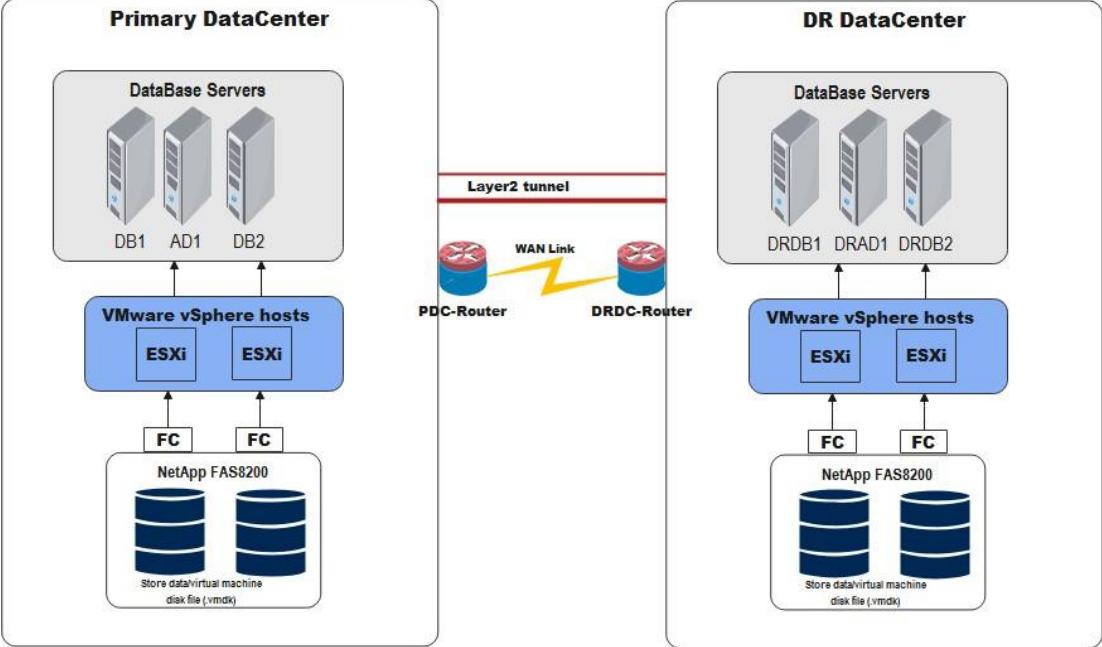 Primary DataCenter
DataBase Servers
DB1 AD1 DB2
VMware vSphere hosts
ESXi ESXi
FC FC
NetApp FAS8200
Store data/virtual machine
disk file (.vmdk)
Layer2 tunnel
WAN Link
PDC-Router DRDC-Router
DR DataCenter
DataBase Servers
DRDB1 DRAD1 DRDB2
VMware vSphere hosts
ESXi ESXi
FC FC
NetApp FAS8200
Store data/virtual machine
disk file (.vmdk)